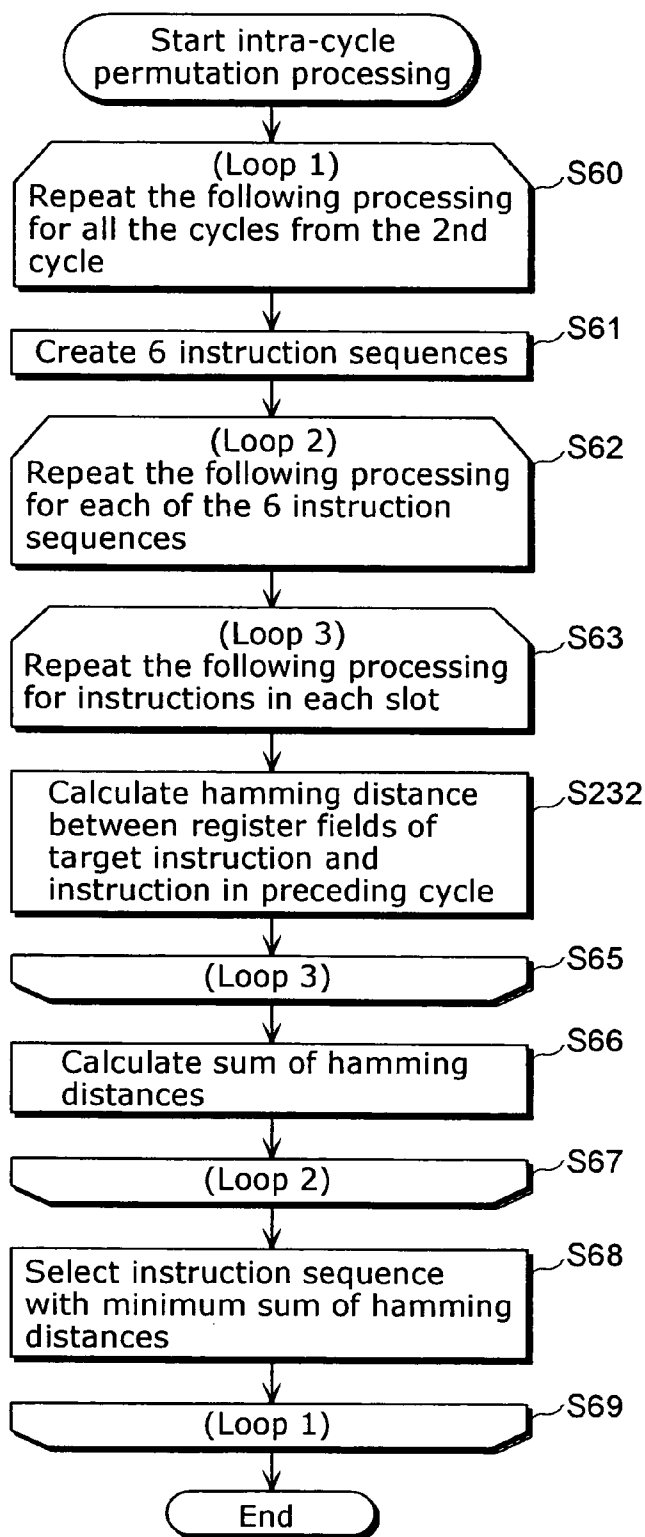 Start intra-cycle
permutation processing
(Loop 1)
S60
Repeat the following processing
for all the cycles from the 2nd
cycle
S61
Create 6 instruction sequences
(Loop 2)
S62
Repeat the following processing
for each of the 6 instruction
sequences
(Loop 3)
S63
Repeat the following processing
for instructions in each slot
Calculate hamming distance
S232
between register fields of
target instruction and
instruction in preceding cycle
(Loop 3)
S65
Calculate sum of hamming
S66
distances
(Loop 2)
S67
Select instruction sequence
S68
with minimum sum of hamming
distances
(Loop 1)
S69
End